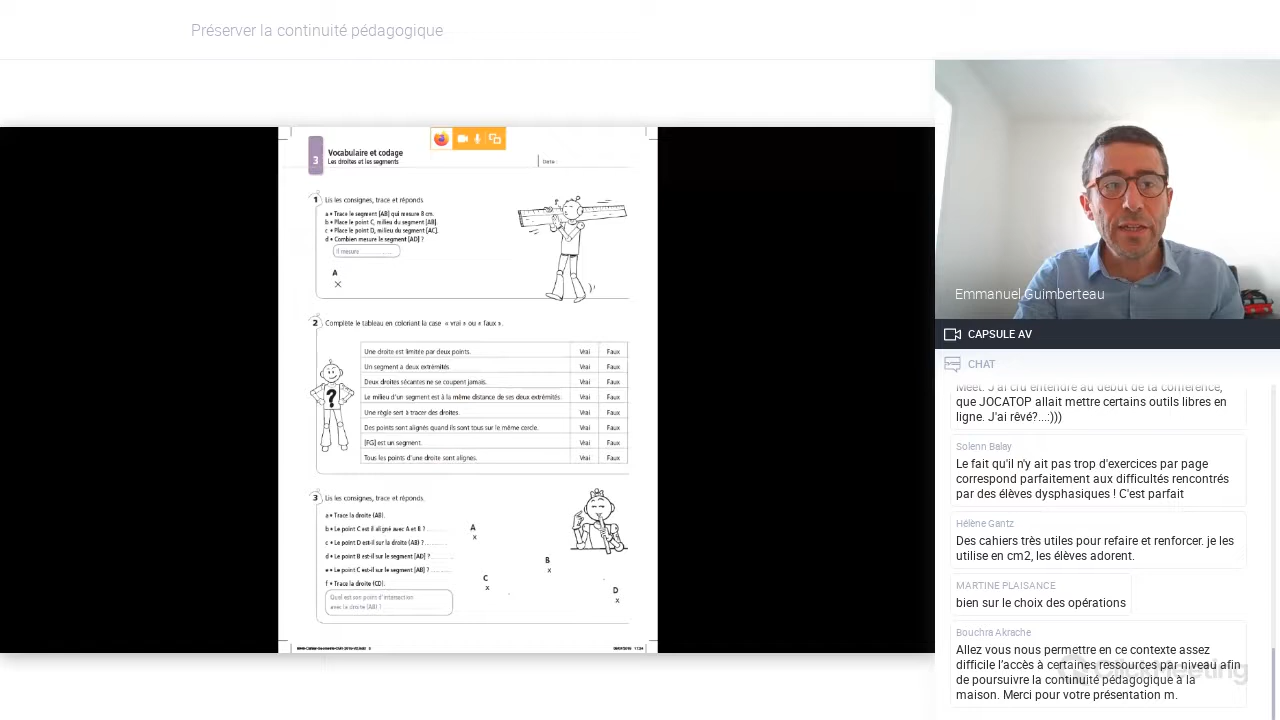 Préserver la continuité pédagogique
3
Vocabulaire et codage
Les droites et les segments
Date :
1 Lis les consignes, trace et réponds.
a • Trace le segment [AB] qui mesure 8 cm.
b • Place le point C, milieu du segment [AB].
c • Place le point D, milieu du segment [AC].
d • Combien mesure le segment [AD] ?
Il mesure
A
2 Complète le tableau en coloriant la case « vrai » ou « faux ».
Une droite est limitée par deux points. Vrai Faux
Un segment a deux extrémités Vrai Faux
Deux droites sécantes ne se coupent jamais. Vrai Faux
Le milieu d'un segment est à la même distance de ses deux extrémités. Vrai Faux
Une règle sert à tracer des droites. Vrai Faux
Des points sont alignés quand ils sont tous sur le même cercle. Vrai Faux
[FG] est un segment. Vrai Faux
Tous les points d'une droite sont alignés. Vrai Faux
?
3 Lis les consignes, trace et réponds.
a • Trace la droite (AB).
b • Le point C est il aligné avec A et B ?
c • Le point D est-il sur la droite (AB) ?
d • Le point B est-il sur le segment [AD] ?
e • Le point C est-il sur le segment [AB] ?
f • Trace la droite (CD).
Quel est son point d'intersection
avec la droite (AB) ?
A
B
C
D
Emmanuel Guimberteau
CAPSULE AV
CHAT
Meet. J'ai cru entendre au début de ta conférence,
que JOCATOP allait mettre certains outils libres en
ligne. J'ai rêvé?...:)))
Solenn Balay
Le fait qu'il n'y ait pas trop d'exercices par page
correspond parfaitement aux difficultés rencontrés
par des élèves dysphasiques ! C'est parfait
Hélène Gantz
Des cahiers très utiles pour refaire et renforcer. je les
utilise en cm2, les élèves adorent.
MARTINE PLAISANCE
bien sur le choix des opérations
Bouchra Akrache
Allez vous nous permettre en ce contexte assez
difficile l'accès à certaines ressources par niveau afin
de poursuivre la continuité pédagogique à la
maison. Merci pour votre présentation m.
ClickMeeting